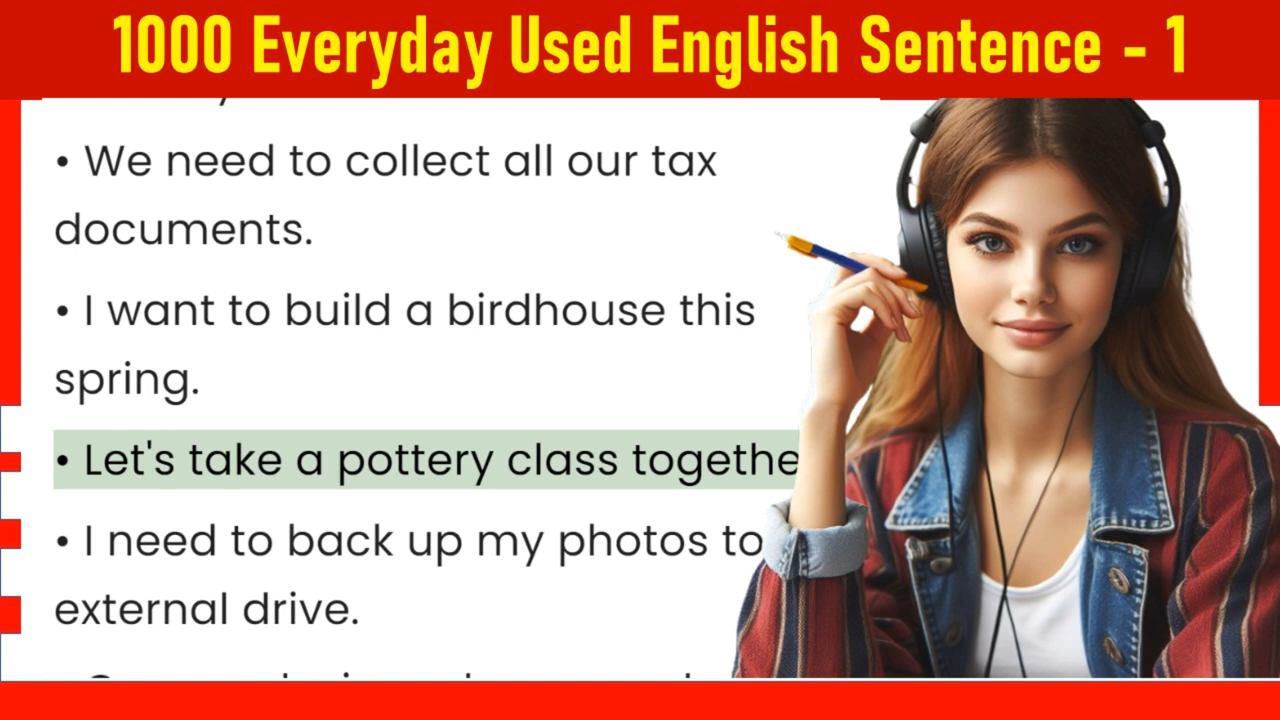 1000 Everyday Used English Sentence - 1
• We need to collect all our tax
documents.
• I want to build a birdhouse this
spring.
• Let's take a pottery class togethe
• I need to back up my photos to
external drive.